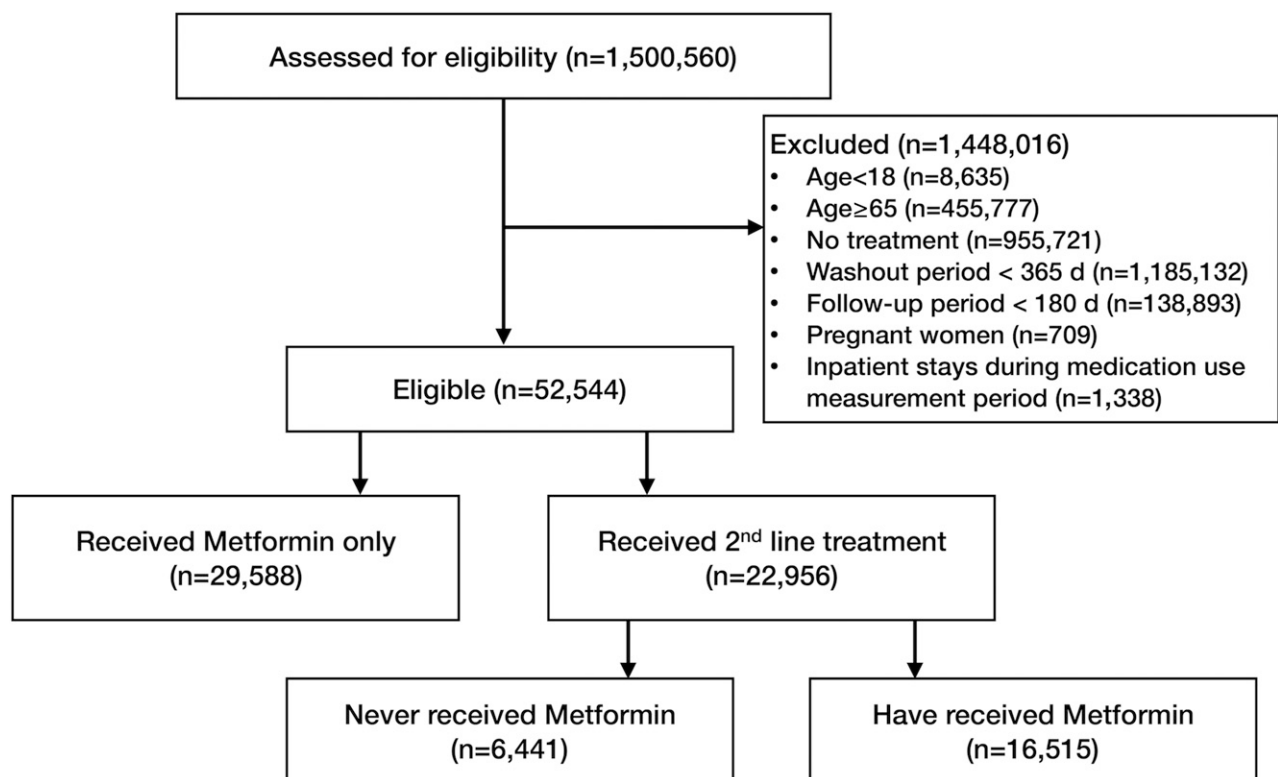 Assessed for eligibility (n=1,500,560)
Excluded (n=1,448,016)
• Age<18 (n=8,635)
• Age≥65 (n=455,777)
• No treatment (n=955,721)
• Washout period < 365 d (n=1,185,132)
• Follow-up period < 180 d (n=138,893)
• Pregnant women (n=709)
• Inpatient stays during medication use
measurement period (n=1,338)
Eligible (n=52,544)
Received Metformin only
(n=29,588)
Received 2nd line treatment
(n=22,956)
Never received Metformin
(n=6,441)
Have received Metformin
(n=16,515)